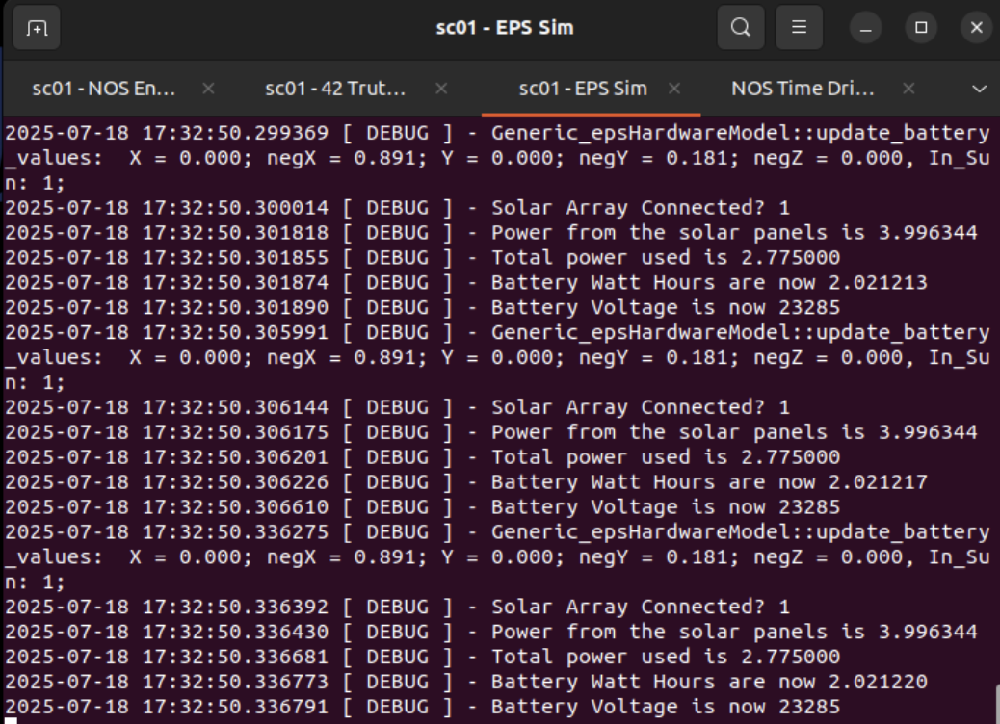 sc01 - EPS Sim
sc01 - NOS En... × sc01 - 42 Trut... × sc01 - EPS Sim × NOS Time Dri... ×
2025-07-18 17:32:50.299369 [ DEBUG ] - Generic_epsHardwareModel::update_battery
_values:  X = 0.000; negX = 0.891; Y = 0.000; negY = 0.181; negZ = 0.000, In_Su
n: 1;
2025-07-18 17:32:50.300014 [ DEBUG ] - Solar Array Connected? 1
2025-07-18 17:32:50.301818 [ DEBUG ] - Power from the solar panels is 3.996344
2025-07-18 17:32:50.301855 [ DEBUG ] - Total power used is 2.775000
2025-07-18 17:32:50.301874 [ DEBUG ] - Battery Watt Hours are now 2.021213
2025-07-18 17:32:50.301890 [ DEBUG ] - Battery Voltage is now 23285
2025-07-18 17:32:50.305991 [ DEBUG ] - Generic_epsHardwareModel::update_battery
_values:  X = 0.000; negX = 0.891; Y = 0.000; negY = 0.181; negZ = 0.000, In_Su
n: 1;
2025-07-18 17:32:50.306144 [ DEBUG ] - Solar Array Connected? 1
2025-07-18 17:32:50.306175 [ DEBUG ] - Power from the solar panels is 3.996344
2025-07-18 17:32:50.306201 [ DEBUG ] - Total power used is 2.775000
2025-07-18 17:32:50.306226 [ DEBUG ] - Battery Watt Hours are now 2.021217
2025-07-18 17:32:50.306610 [ DEBUG ] - Battery Voltage is now 23285
2025-07-18 17:32:50.336275 [ DEBUG ] - Generic_epsHardwareModel::update_battery
_values:  X = 0.000; negX = 0.891; Y = 0.000; negY = 0.181; negZ = 0.000, In_Su
n: 1;
2025-07-18 17:32:50.336392 [ DEBUG ] - Solar Array Connected? 1
2025-07-18 17:32:50.336430 [ DEBUG ] - Power from the solar panels is 3.996344
2025-07-18 17:32:50.336681 [ DEBUG ] - Total power used is 2.775000
2025-07-18 17:32:50.336773 [ DEBUG ] - Battery Watt Hours are now 2.021220
2025-07-18 17:32:50.336791 [ DEBUG ] - Battery Voltage is now 23285